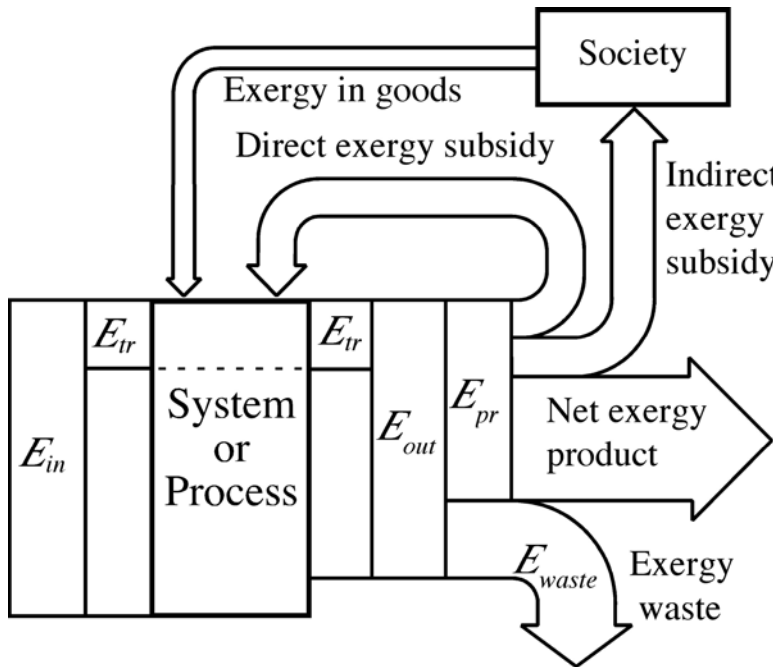 Society
Exergy in goods
Direct exergy subsidy
Indirect
exergy
subsidy
E_tr
E_tr
System
or
Process
E_in
E_out
E_pr
Net exergy
product
E_waste
Exergy
waste